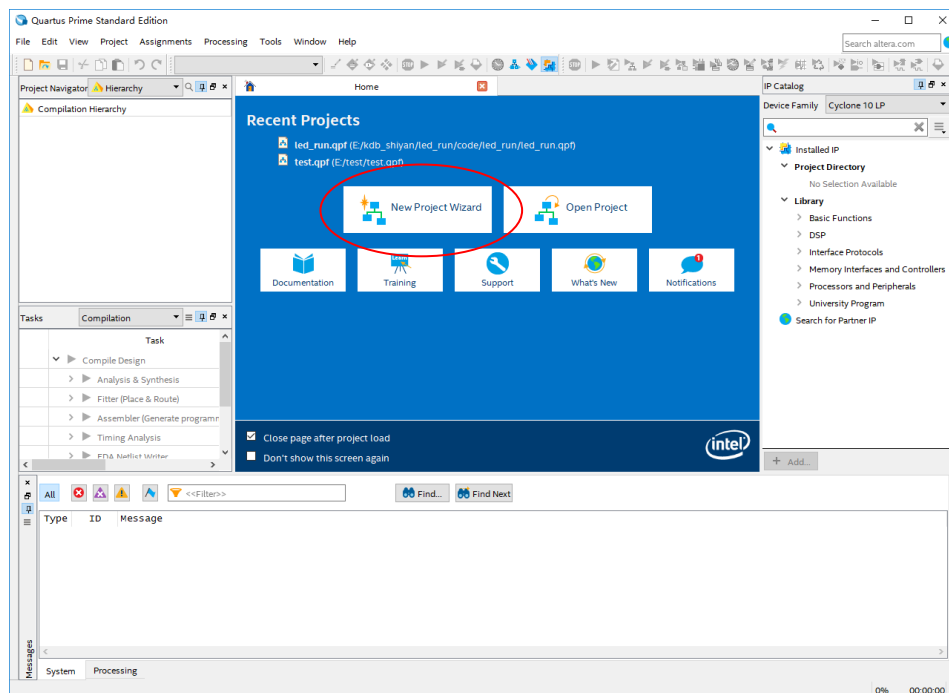 Quartus Prime Standard Edition
File Edit View Project Assignments Processing Tools Window Help
Search altera.com
Project Navigator Hierarchy
Compilation Hierarchy
Home
Recent Projects
led_run.qpf (E:/kdb_shiyan/led_run/code/led_run/led_run.qpf)
test.qpf (E:/test/test.qpf)
New Project Wizard
Open Project
Documentation
Learn
Training
Support
What's New
1
Notifications
Close page after project load
Don't show this screen again
intel
IP Catalog
Device Family Cyclone 10 LP
Installed IP
Project Directory
No Selection Available
Library
Basic Functions
DSP
Interface Protocols
Memory Interfaces and Controllers
Processors and Peripherals
University Program
Search for Partner IP
+ Add...
Tasks Compilation
Task
Compile Design
Analysis & Synthesis
Fitter (Place & Route)
Assembler (Generate programm
Timing Analysis
EDA Netlist Writer
All <<Filter>> Find... Find Next
Type ID Message
Messages
System Processing
0% 00:00:00